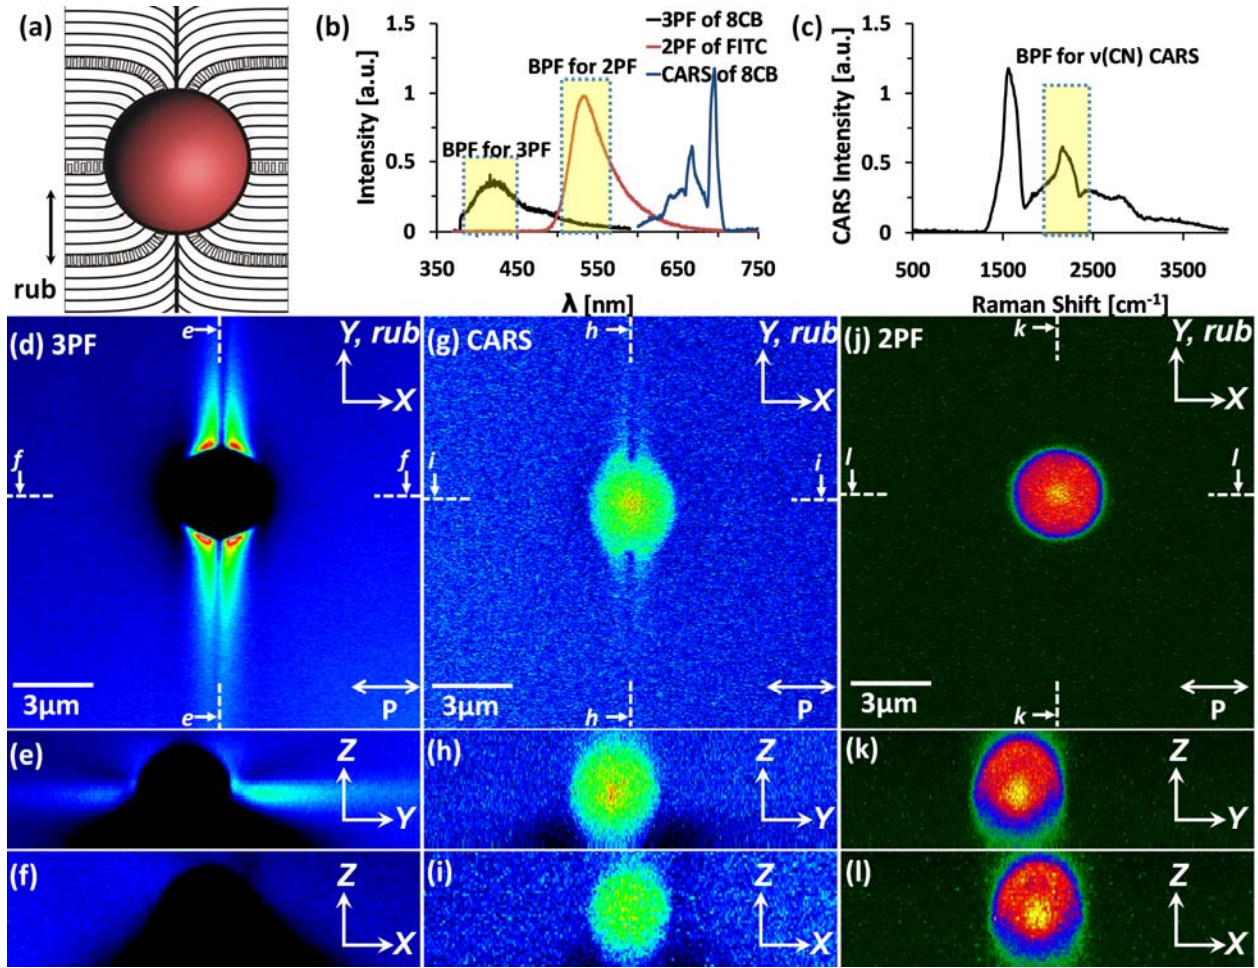 (a)
rub
(b)
Intensity [a.u.]
1.5
1
0.5
0
350 450 550 650 750
λ [nm]
3PF of 8CB
2PF of FITC
CARS of 8CB
BPF for 2PF
BPF for 3PF
(c)
CARS Intensity [a.u.]
1.5
1
0.5
0
500 1500 2500 3500
Raman Shift [cm-1]
BPF for ν(CN) CARS
(d) 3PF
e
Y, rub
X
f
f
3μm
e
P
(g) CARS
h
Y, rub
X
i
i
3μm
h
P
(j) 2PF
k
Y, rub
X
l
l
3μm
k
P
(e)
Z
Y
(h)
Z
Y
(k)
Z
Y
(f)
Z
X
(i)
Z
X
(l)
Z
X